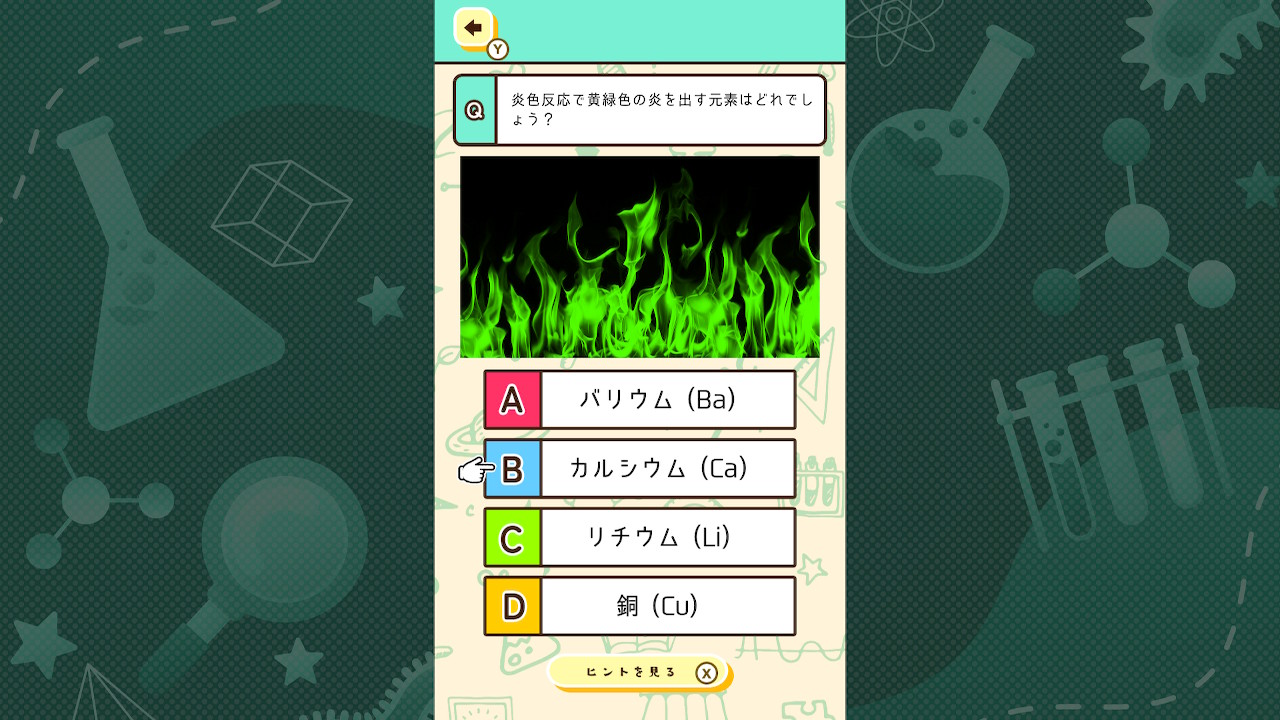 Y
Q
炎色反応で黄緑色の炎を出す元素はどれでし
ょう？
A バリウム (Ba)
B カルシウム (Ca)
C リチウム (Li)
D 銅 (Cu)
ヒントを見る X